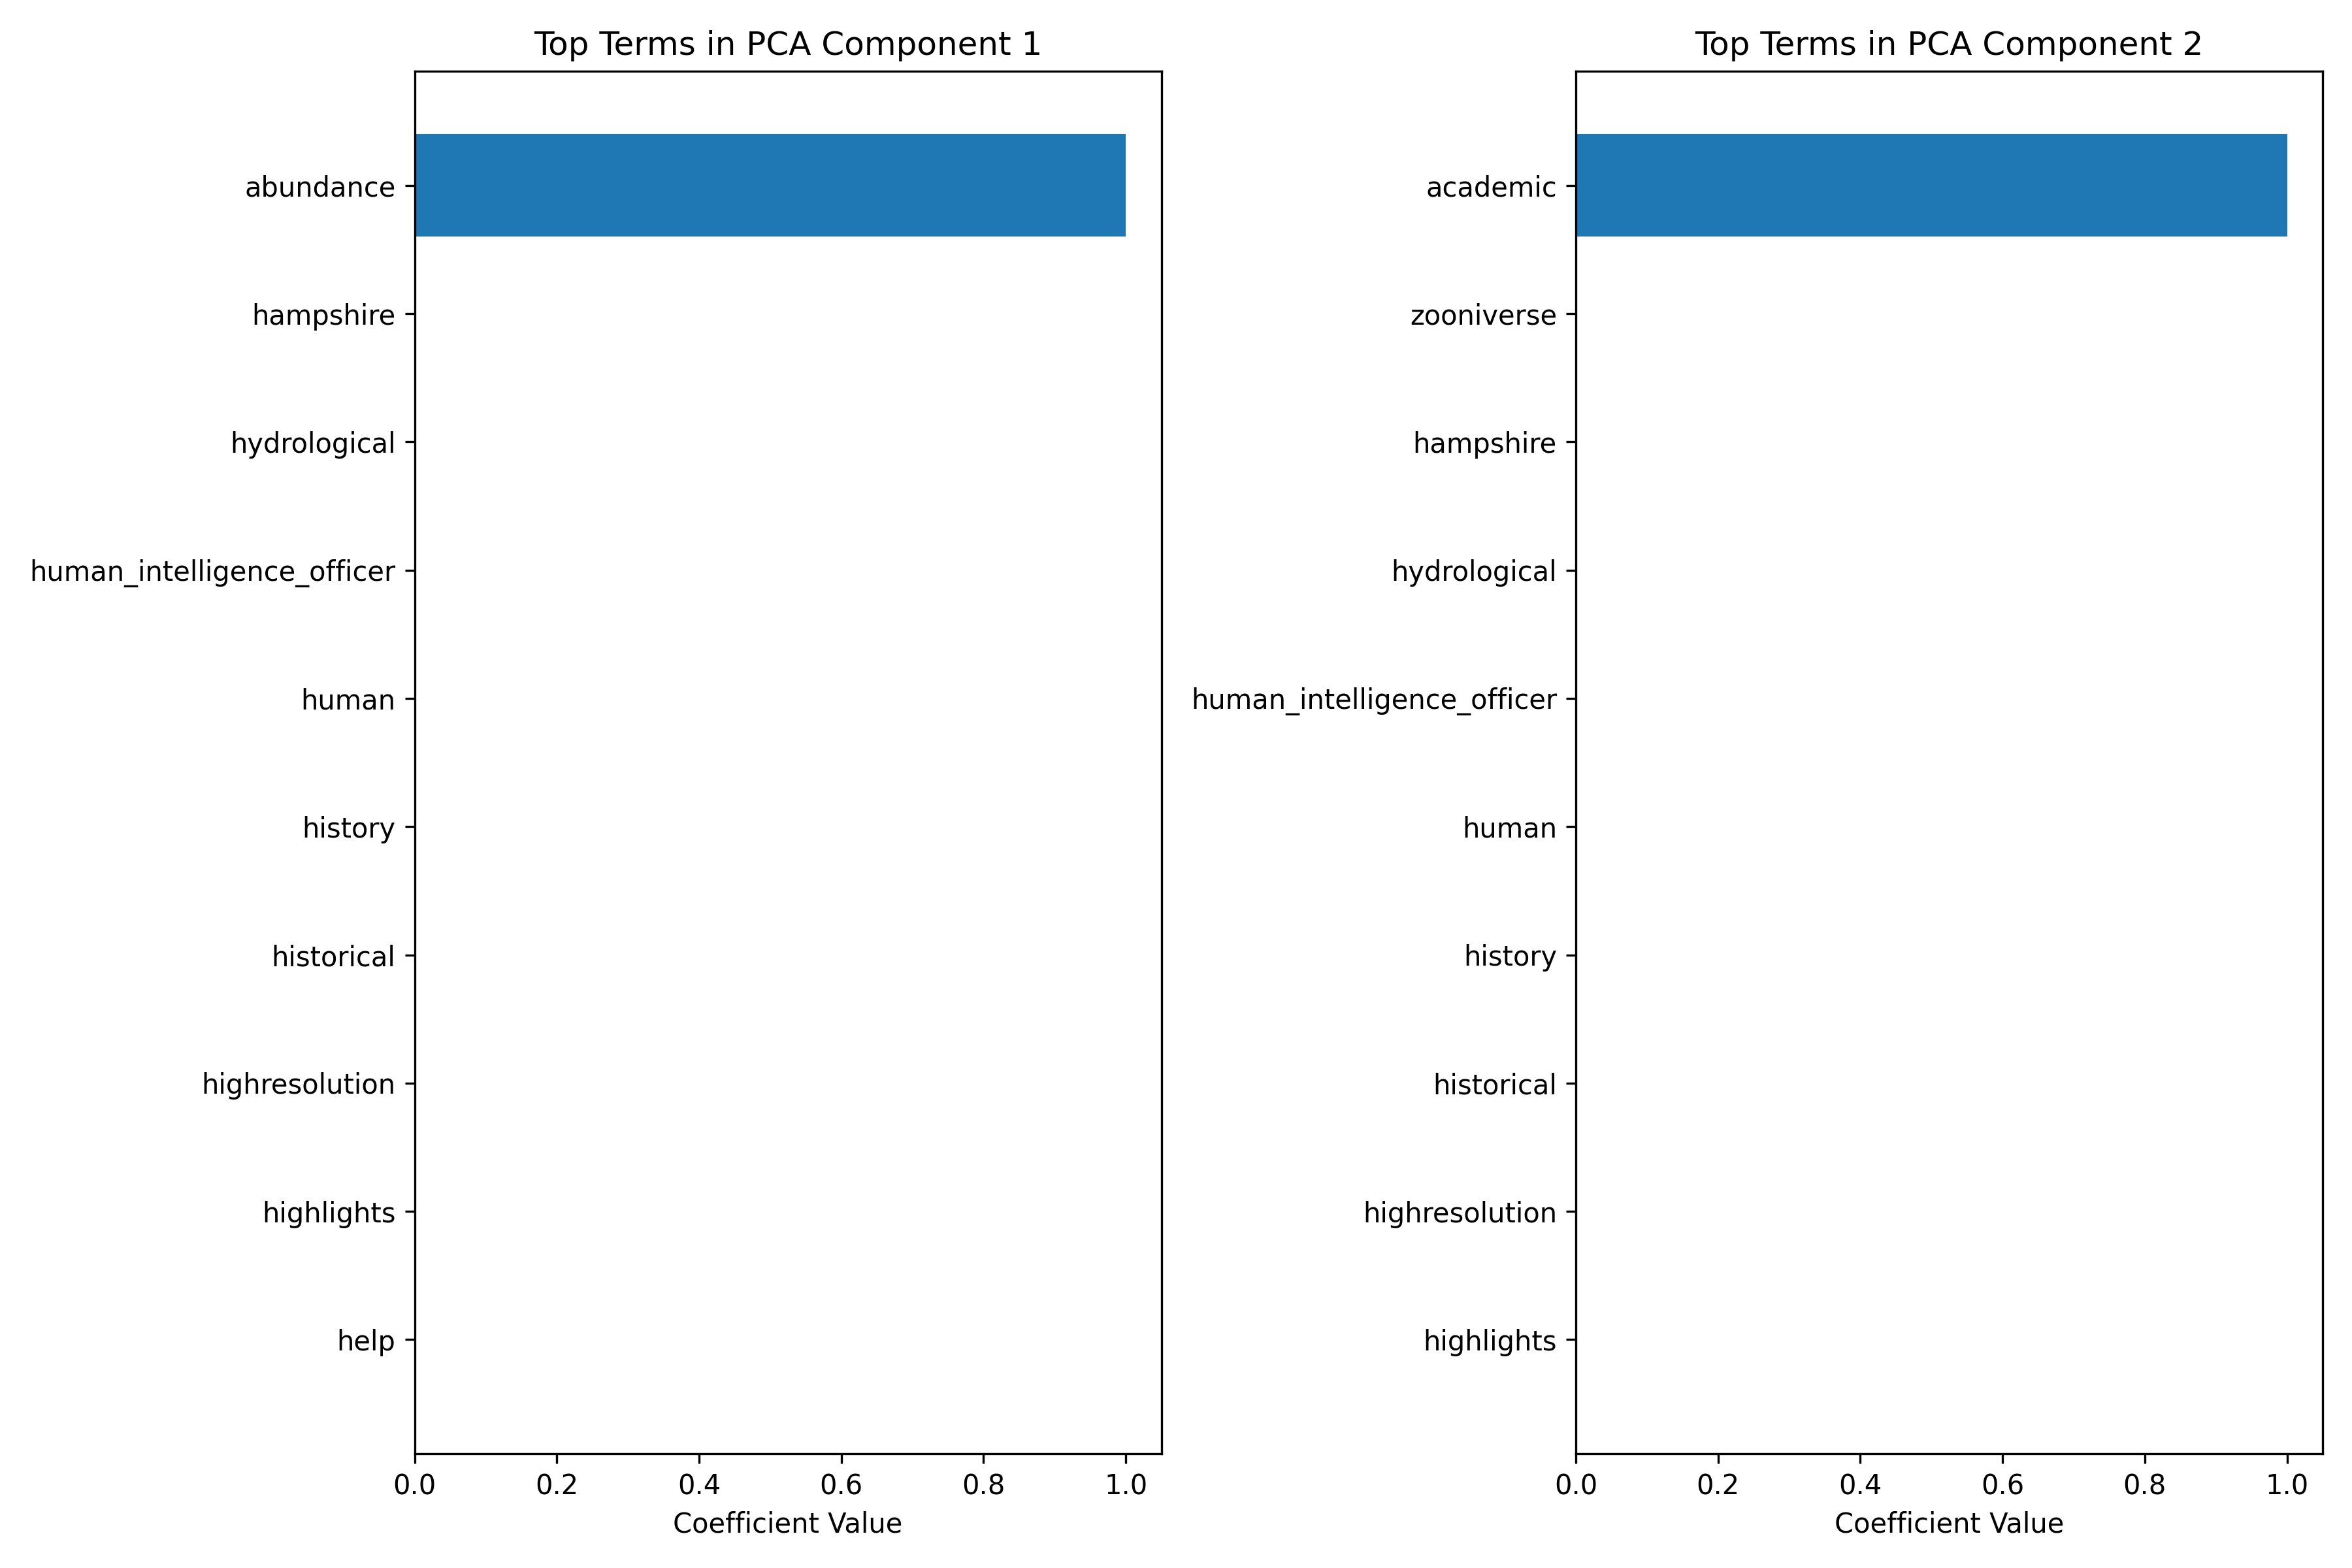 Top Terms in PCA Component 1
abundance
hampshire
hydrological
human_intelligence_officer
human
history
historical
highresolution
highlights
help
0.0 0.2 0.4 0.6 0.8 1.0
Coefficient Value
Top Terms in PCA Component 2
academic
zooniverse
hampshire
hydrological
human_intelligence_officer
human
history
historical
highresolution
highlights
0.0 0.2 0.4 0.6 0.8 1.0
Coefficient Value